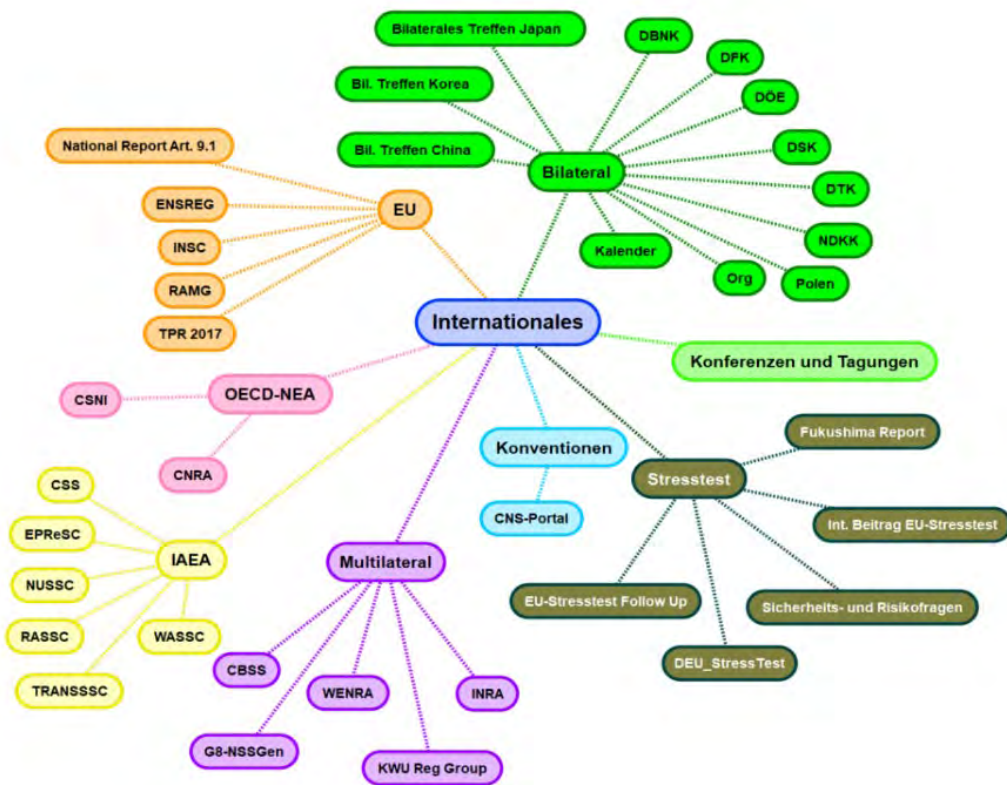 Bilaterales Treffen Japan
DBNK
DFK
Bil. Treffen Korea
DÖE
National Report Art. 9.1
Bil. Treffen China
DSK
Bilateral
DTK
ENSREG
EU
INSC
Kalender
NDKK
RAMG
Org
Polen
TPR 2017
Internationales
Konferenzen und Tagungen
CSNI
OECD-NEA
Fukushima Report
Konventionen
CNRA
Stresstest
CSS
CNS-Portal
Int. Beitrag EU-Stresstest
EPReSC
IAEA
Multilateral
NUSSC
EU-Stresstest Follow Up
Sicherheits- und Risikofragen
RASSC
WASSC
CBSS
DEU_StressTest
TRANSSSC
WENRA
INRA
G8-NSSGen
KWU Reg Group